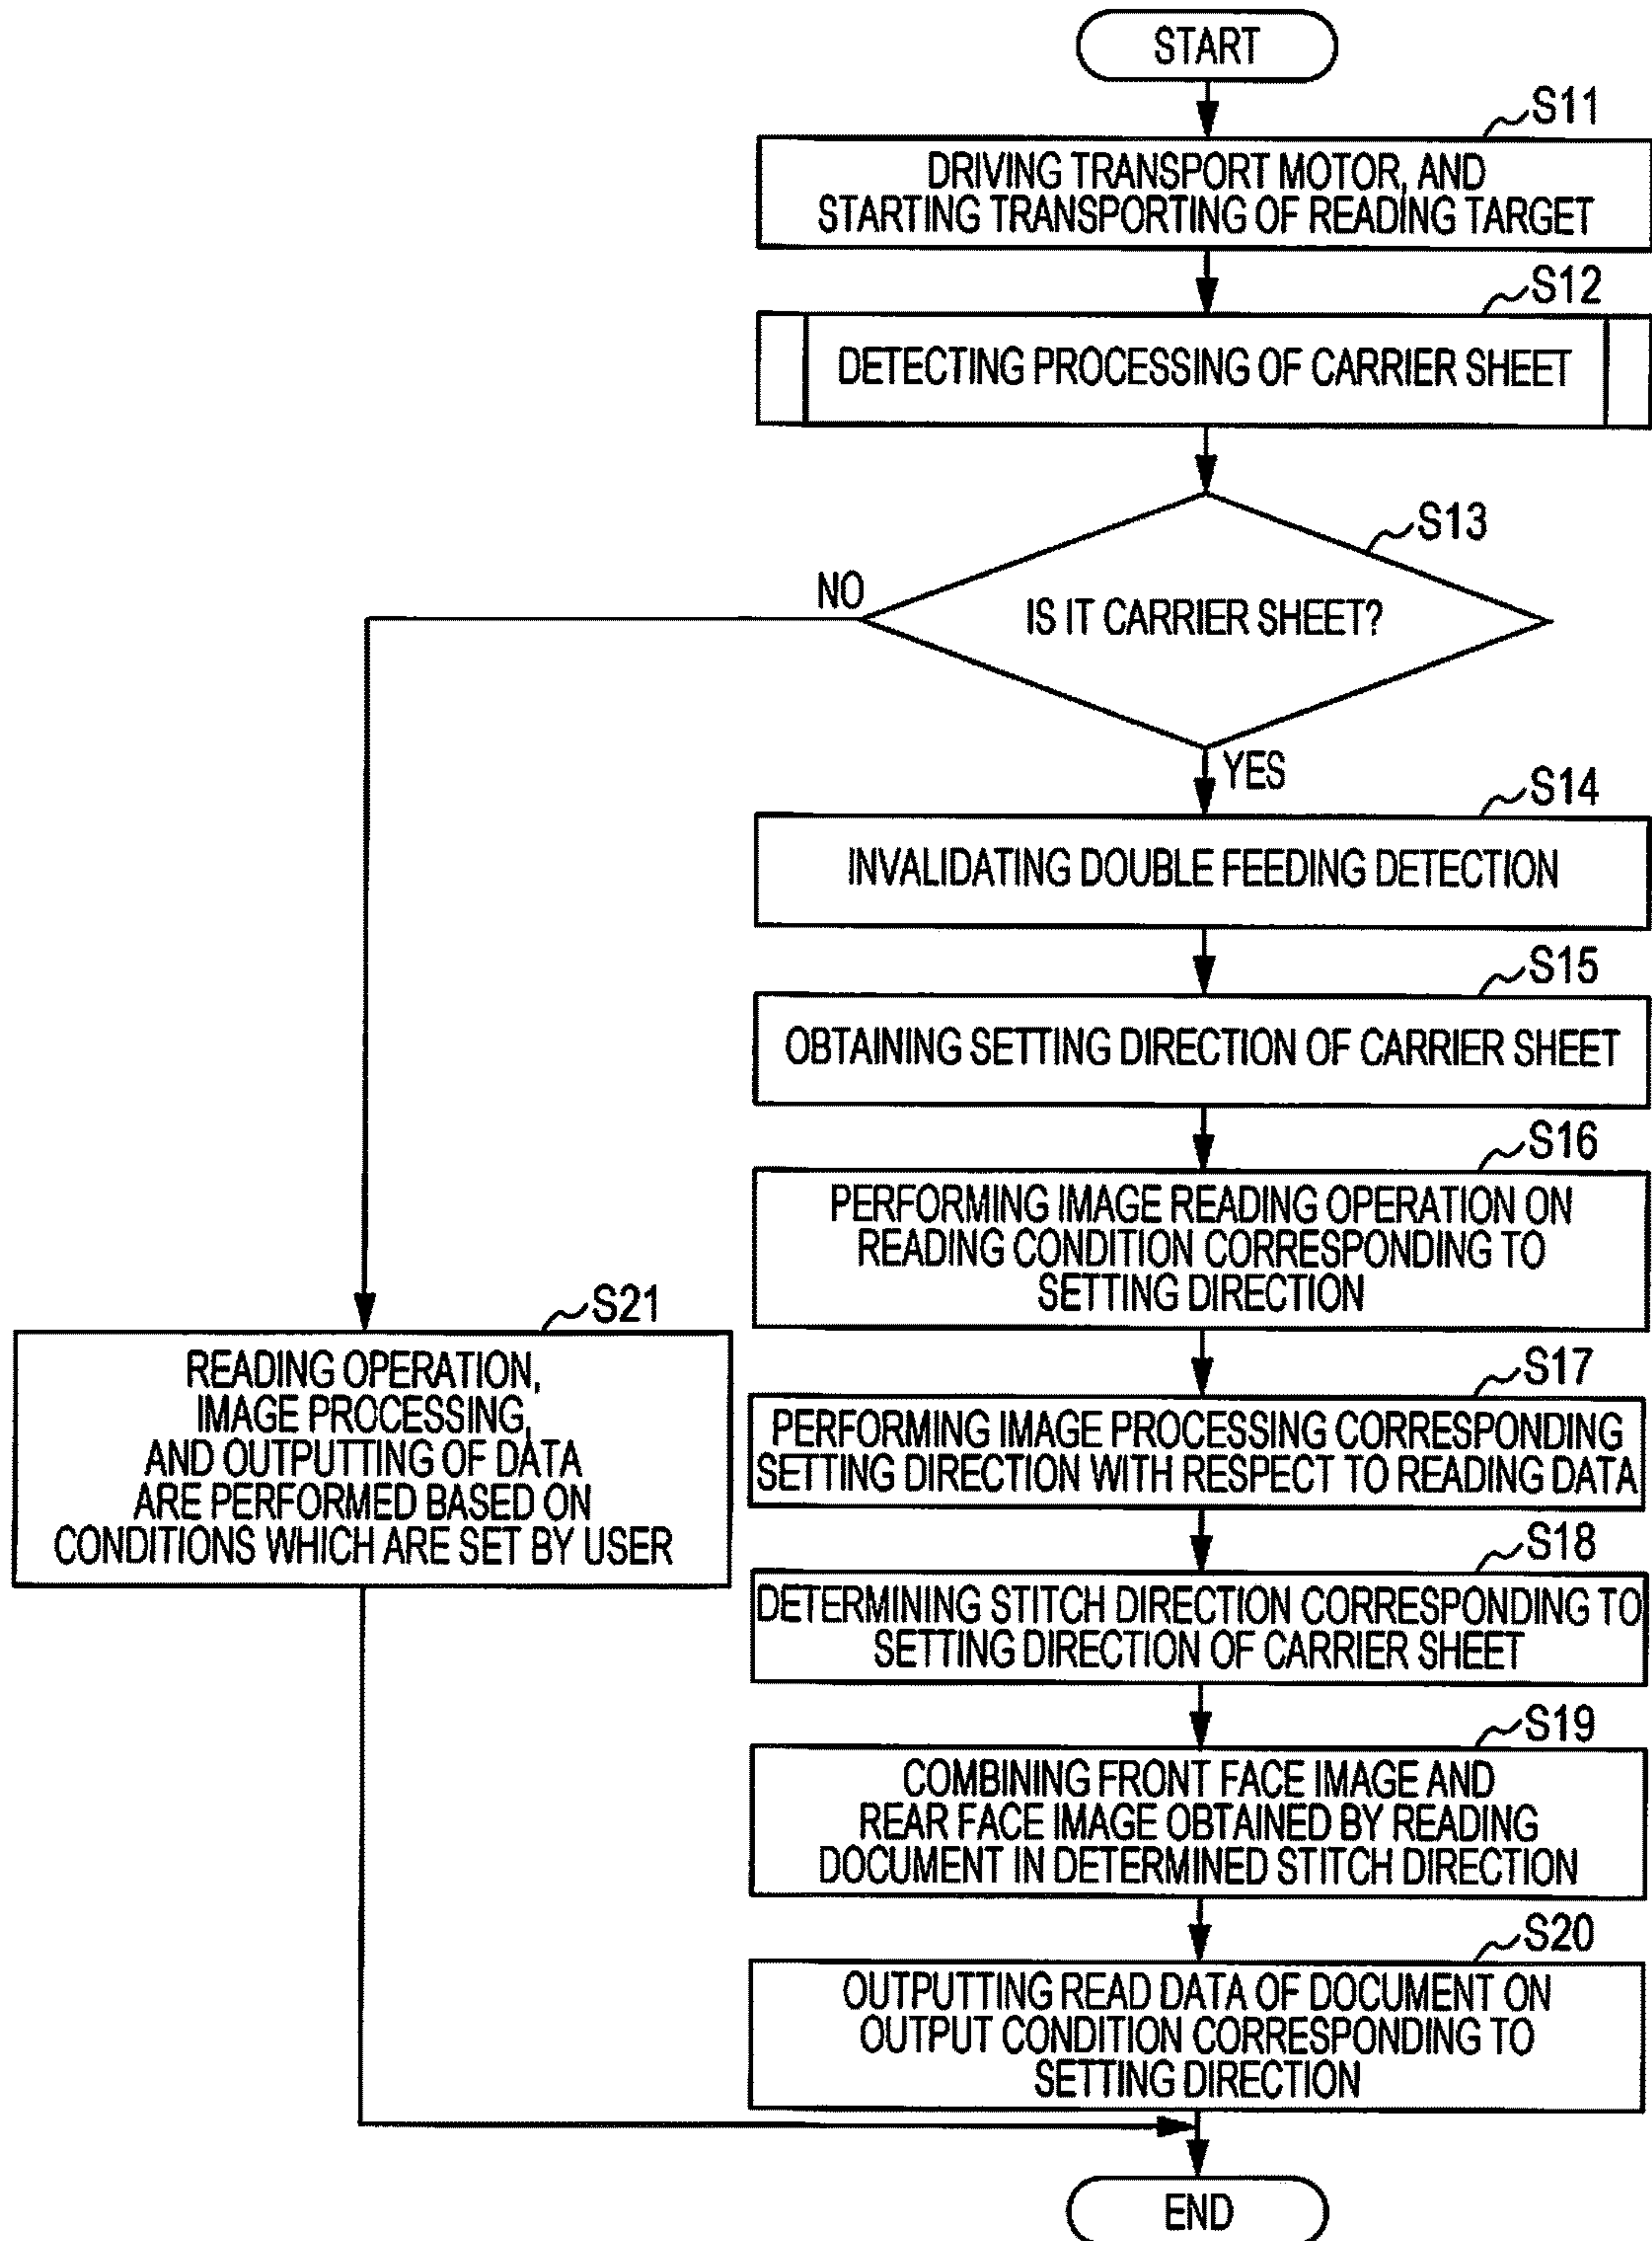 START
S11
DRIVING TRANSPORT MOTOR, AND
STARTING TRANSPORTING OF READING TARGET
S12
DETECTING PROCESSING OF CARRIER SHEET
S13
NO
IS IT CARRIER SHEET?
YES
S14
INVALIDATING DOUBLE FEEDING DETECTION
S15
OBTAINING SETTING DIRECTION OF CARRIER SHEET
S16
PERFORMING IMAGE READING OPERATION ON
READING CONDITION CORRESPONDING TO
SETTING DIRECTION
S21
READING OPERATION,
IMAGE PROCESSING,
AND OUTPUTTING OF DATA
ARE PERFORMED BASED ON
CONDITIONS WHICH ARE SET BY USER
S17
PERFORMING IMAGE PROCESSING CORRESPONDING
SETTING DIRECTION WITH RESPECT TO READING DATA
S18
DETERMINING STITCH DIRECTION CORRESPONDING TO
SETTING DIRECTION OF CARRIER SHEET
S19
COMBINING FRONT FACE IMAGE AND
REAR FACE IMAGE OBTAINED BY READING
DOCUMENT IN DETERMINED STITCH DIRECTION
S20
OUTPUTTING READ DATA OF DOCUMENT ON
OUTPUT CONDITION CORRESPONDING TO
SETTING DIRECTION
END